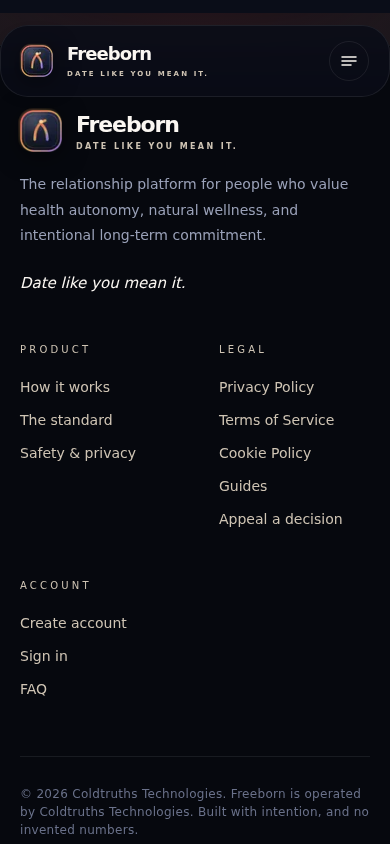 Freeborn
DATE LIKE YOU MEAN IT.
Freeborn
DATE LIKE YOU MEAN IT.
The relationship platform for people who value
health autonomy, natural wellness, and
intentional long-term commitment.
Date like you mean it.
PRODUCT
How it works
The standard
Safety & privacy
LEGAL
Privacy Policy
Terms of Service
Cookie Policy
Guides
Appeal a decision
ACCOUNT
Create account
Sign in
FAQ
© 2026 Coldtruths Technologies. Freeborn is operated
by Coldtruths Technologies. Built with intention, and no
invented numbers.